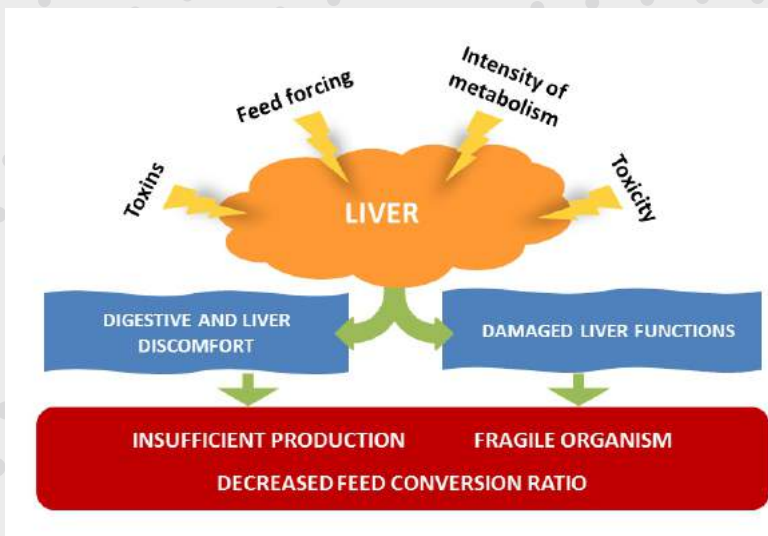 Toxins
Feed forcing
Intensity of
metabolism
Toxicity
LIVER
DIGESTIVE AND LIVER
DISCOMFORT
DAMAGED LIVER FUNCTIONS
INSUFFICIENT PRODUCTION
FRAGILE ORGANISM
DECREASED FEED CONVERSION RATIO